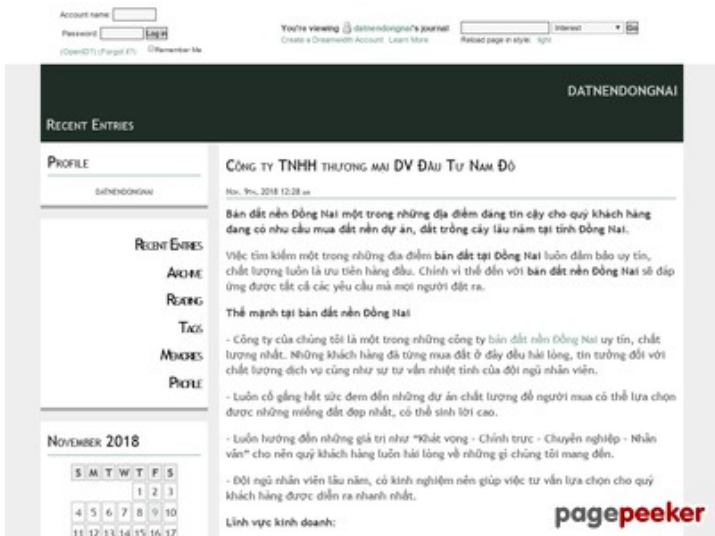 Account name:
Password: Log in
(OpenID?) (Forgot it?) Remember Me
You're viewing datnendongnai's journal
Create a Dreamwidth Account Learn More
Interest Go
Reload page in style: light
DATNENDONGNAI
RECENT ENTRIES
PROFILE
DATNENDONGNAI
RECENT ENTRIES
ARCHIVE
READING
TAGS
MEMORIES
PROFILE
NOVEMBER 2018
S M T W T F S
1 2 3
4 5 6 7 8 9 10
11 12 13 14 15 16 17
CÔNG TY TNHH THƯƠNG MẠI DV ĐẦU TƯ NAM ĐÔ
Nov. 9th, 2018 12:28 am
Bán đất nền Đồng Nai một trong những địa điểm đáng tin cậy cho quý khách hàng
đang có nhu cầu mua đất nền dự án, đất trồng cây lâu năm tại tỉnh Đồng Nai.
Việc tìm kiếm một trong những địa điểm bán đất tại Đồng Nai luôn đảm bảo uy tín,
chất lượng luôn là ưu tiên hàng đầu. Chính vì thế đến với bán đất nền Đồng Nai sẽ đáp
ứng được tất cả các yêu cầu mà mọi người đặt ra.
Thế mạnh tại bán đất nền Đồng Nai
- Công ty của chúng tôi là một trong những công ty bán đất nền Đồng Nai uy tín, chất
lượng nhất. Những khách hàng đã từng mua đất ở đây đều hài lòng, tin tưởng đối với
chất lượng dịch vụ cũng như sự tư vấn nhiệt tình của đội ngũ nhân viên.
- Luôn cố gắng hết sức đem đến những dự án chất lượng để người mua có thể lựa chọn
được những miếng đất đẹp nhất, có thể sinh lời cao.
- Luôn hướng đến những giá trị như "Khát vọng - Chính trực - Chuyên nghiệp - Nhân
văn" cho nên quý khách hàng luôn hài lòng về những gì chúng tôi mang đến.
- Đội ngũ nhân viên lâu năm, có kinh nghiệm nên giúp việc tư vấn lựa chọn cho quý
khách hàng được diễn ra nhanh nhất.
Lĩnh vực kinh doanh:
pagepeeker